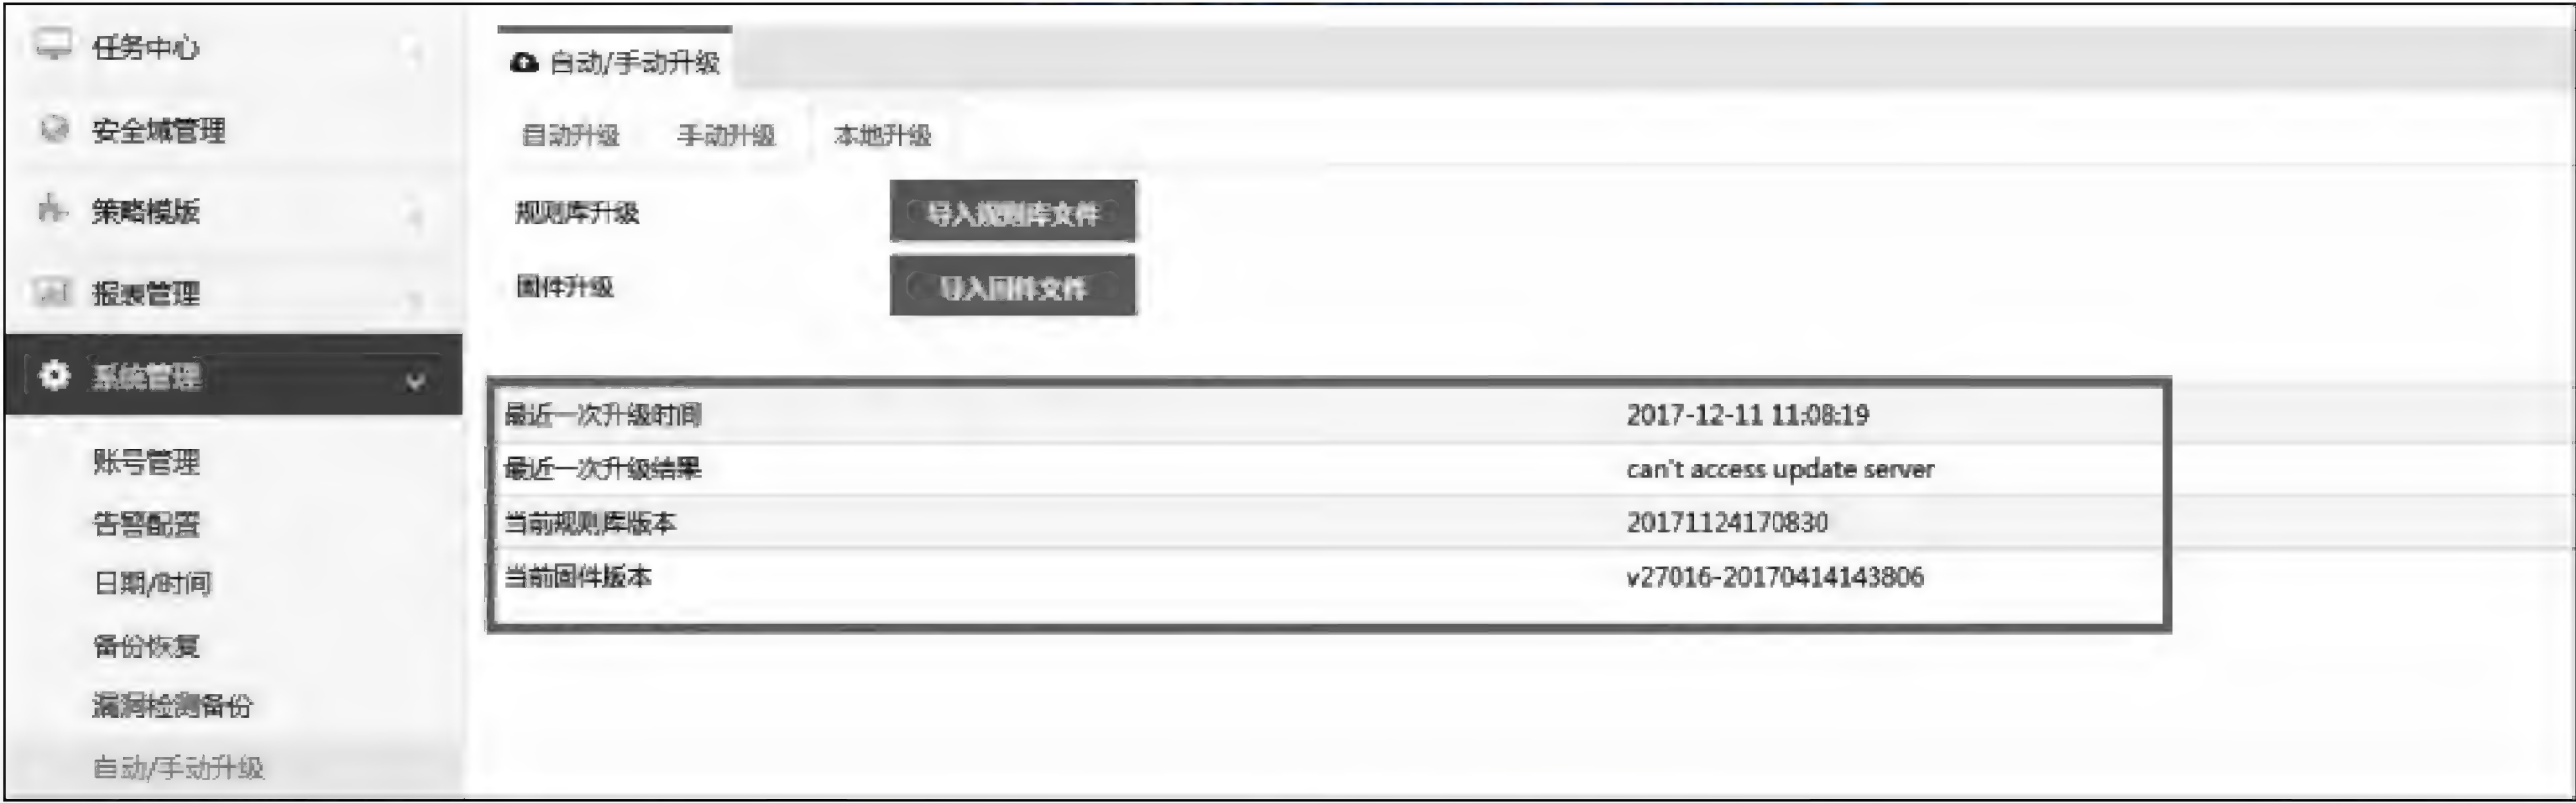 任务中心
安全域管理
策略模版
报表管理
系统管理
账号管理
告警配置
日期/时间
备份恢复
漏洞检测备份
自动/手动升级
自动/手动升级
自动升级 手动升级 本地升级
规则库升级 导入规则库文件
固件升级 导入固件文件
最近一次升级时间 2017-12-11 11:08:19
最近一次升级结果 can't access update server
当前规则库版本 20171124170830
当前固件版本 v27016-20170414143806